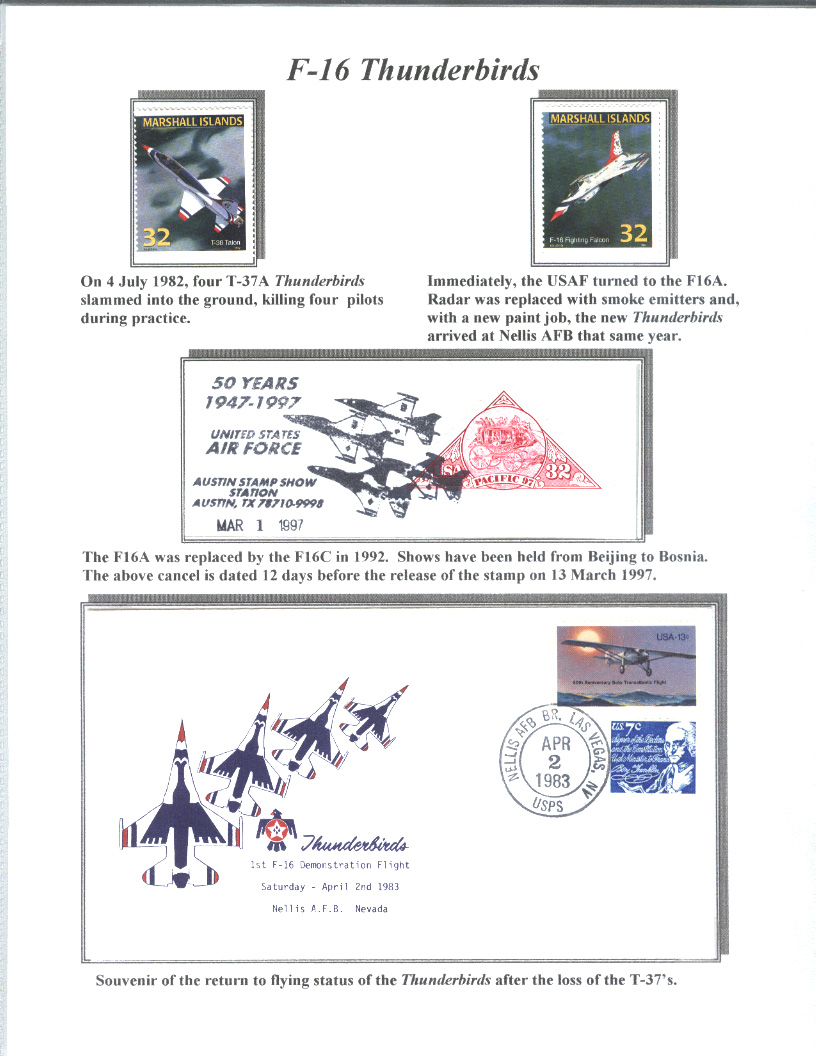 F-16 Thunderbirds
MARSHALL ISLANDS
32
T-38 Talon
MARSHALL ISLANDS
F-16 Fighting Falcon
32
On 4 July 1982, four T-37A Thunderbirds
slammed into the ground, killing four pilots
during practice.
Immediately, the USAF turned to the F16A.
Radar was replaced with smoke emitters and,
with a new paint job, the new Thunderbirds
arrived at Nellis AFB that same year.
50 YEARS
1947-1997
UNITED STATES
AIR FORCE
AUSTIN STAMP SHOW
STATION
AUSTIN, TX 78710-9998
MAR 1 1997
SA
32
PACIFIC 97
The F16A was replaced by the F16C in 1992. Shows have been held from Beijing to Bosnia.
The above cancel is dated 12 days before the release of the stamp on 13 March 1997.
USA·13c
50th Anniversary Solo Transatlantic Flight
NELLIS AFB BR. LAS VEGAS, NV
APR
2
1983
USPS
U.S. 7c
Thunderbirds
1st F-16 Demonstration Flight
Saturday - April 2nd 1983
Nellis A.F.B. Nevada
Souvenir of the return to flying status of the Thunderbirds after the loss of the T-37's.